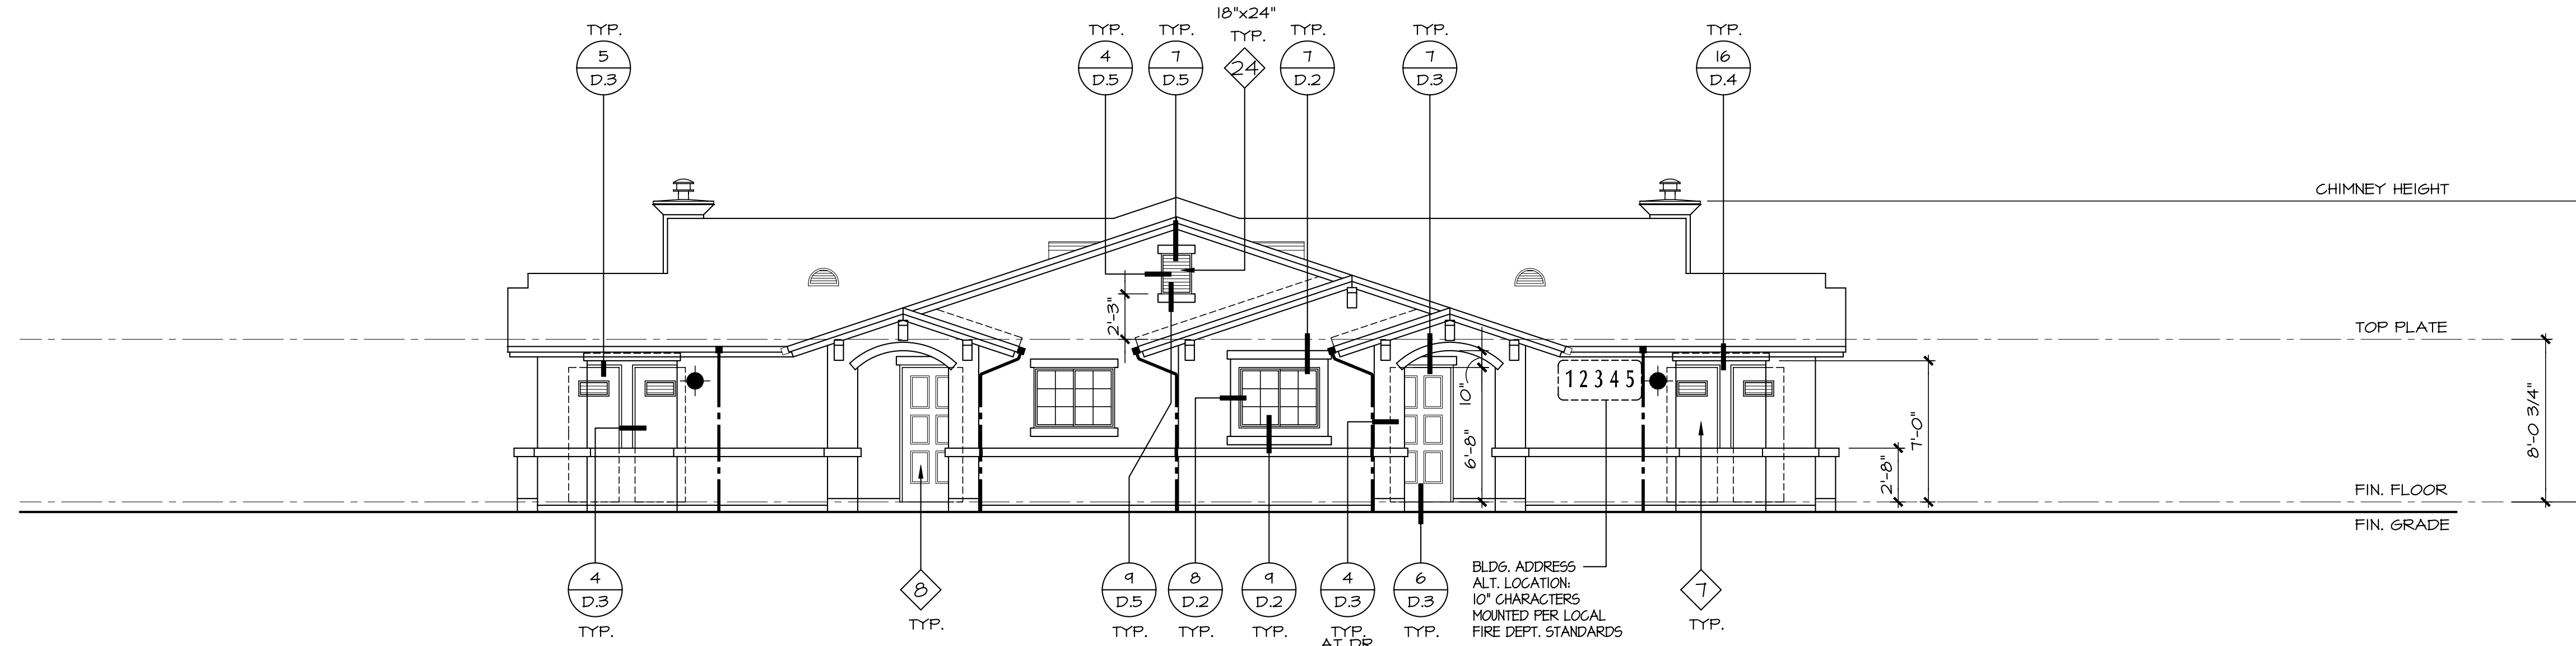 18"x24"
TYP.
5
D.3
TYP.
4
D.5
TYP.
7
D.5
TYP.
24
TYP.
7
D.2
TYP.
7
D.3
TYP.
16
D.4
CHIMNEY HEIGHT
2'-3"
TOP PLATE
12345
10"
6'-8"
2'-8"
7'-0"
8'-0 3/4"
FIN. FLOOR
FIN. GRADE
4
D.3
TYP.
8
TYP.
9
D.5
TYP.
8
D.2
TYP.
9
D.2
TYP.
4
D.3
TYP.
AT DR
6
D.3
TYP.
BLDG. ADDRESS
ALT. LOCATION:
10" CHARACTERS
MOUNTED PER LOCAL
FIRE DEPT. STANDARDS
7
TYP.